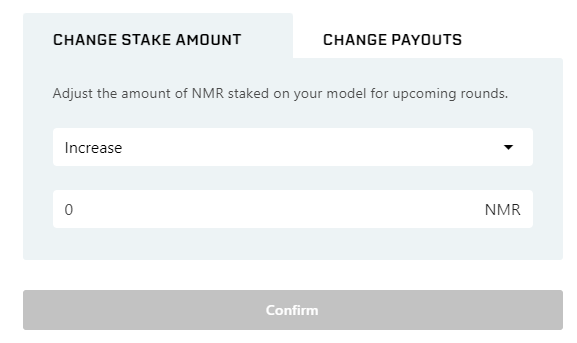 CHANGE STAKE AMOUNT CHANGE PAYOUTS
Adjust the amount of NMR staked on your model for upcoming rounds.
Increase
0 NMR
Confirm